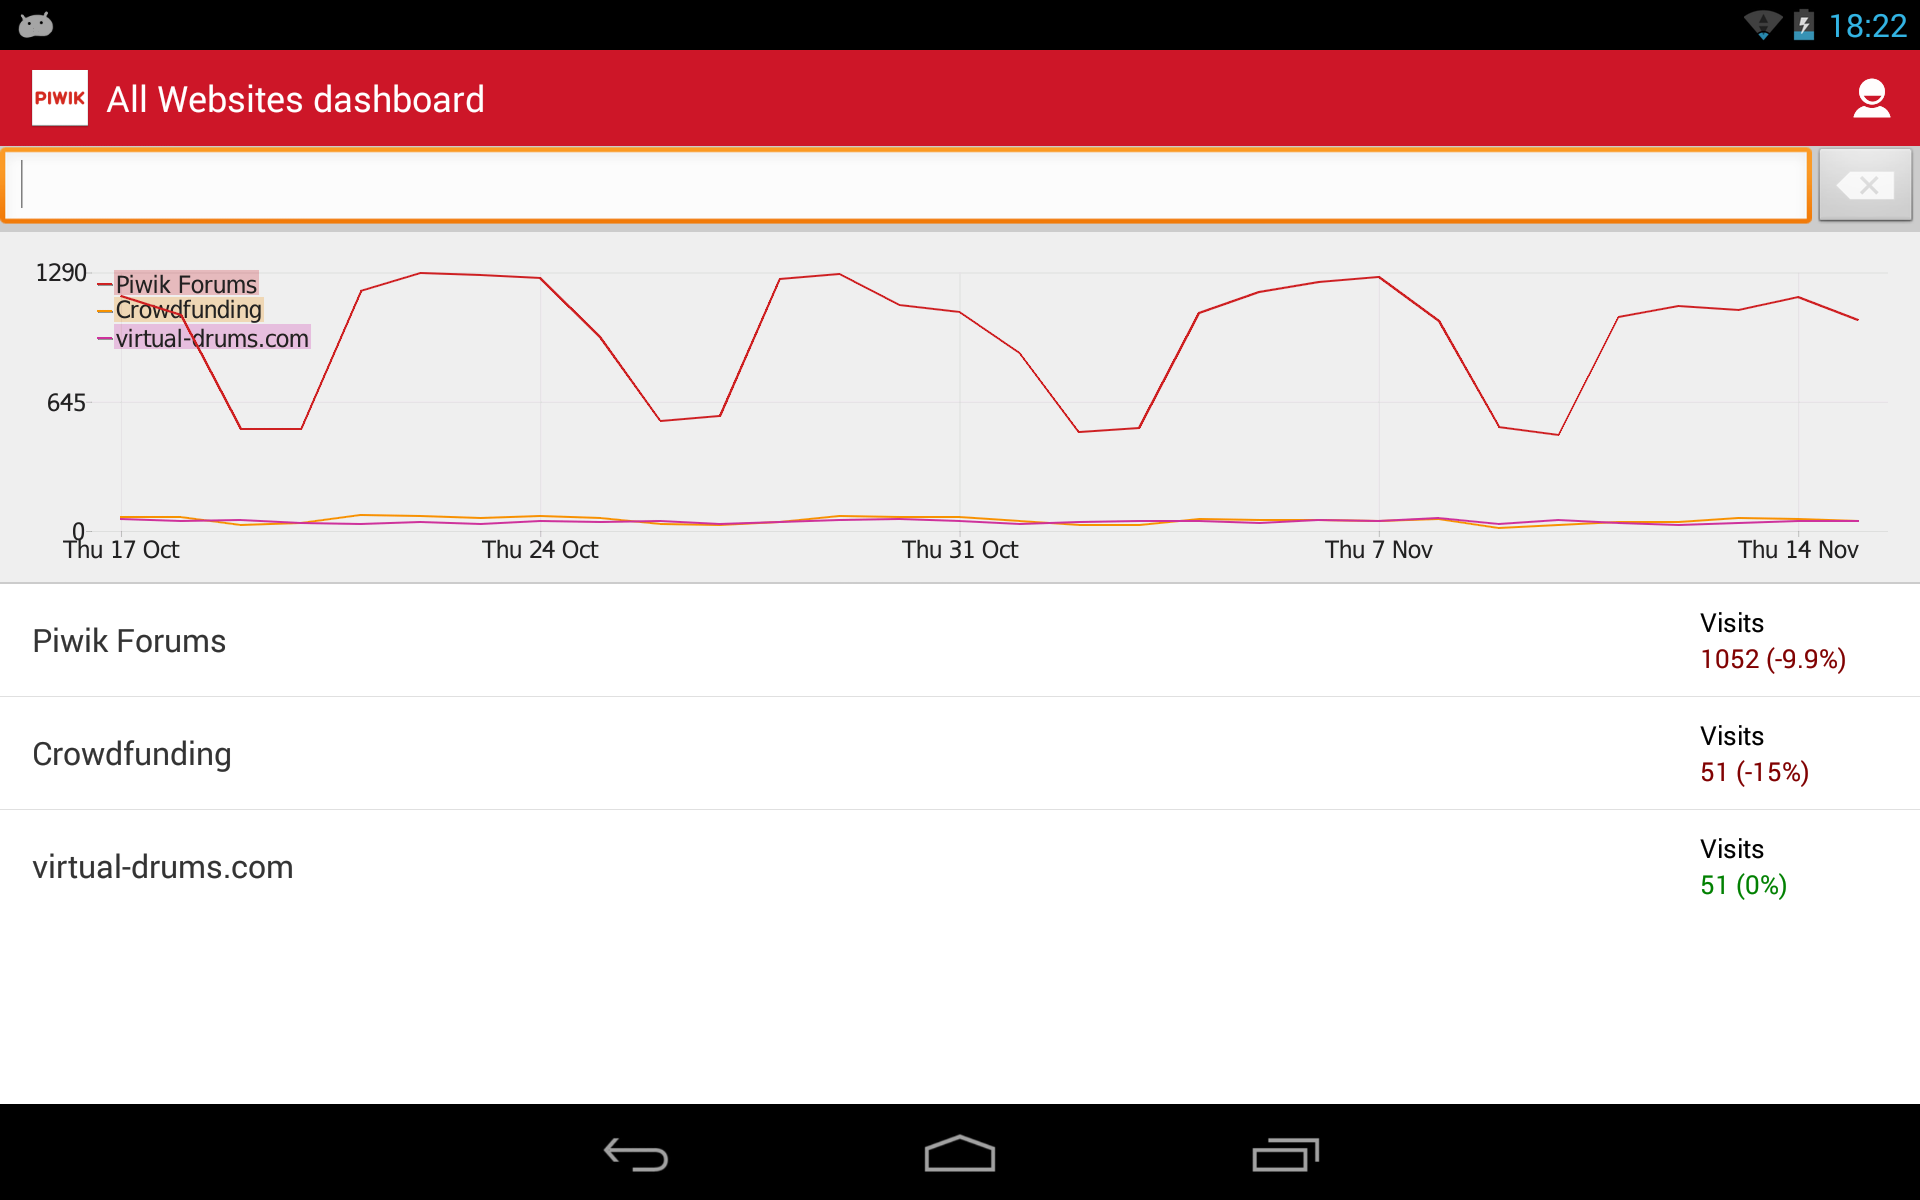 18:22
PIWIK All Websites dashboard
1290
Piwik Forums
Crowdfunding
virtual-drums.com
645
0
Thu 17 Oct Thu 24 Oct Thu 31 Oct Thu 7 Nov Thu 14 Nov
Piwik Forums
Visits
1052 (-9.9%)
Crowdfunding
Visits
51 (-15%)
virtual-drums.com
Visits
51 (0%)